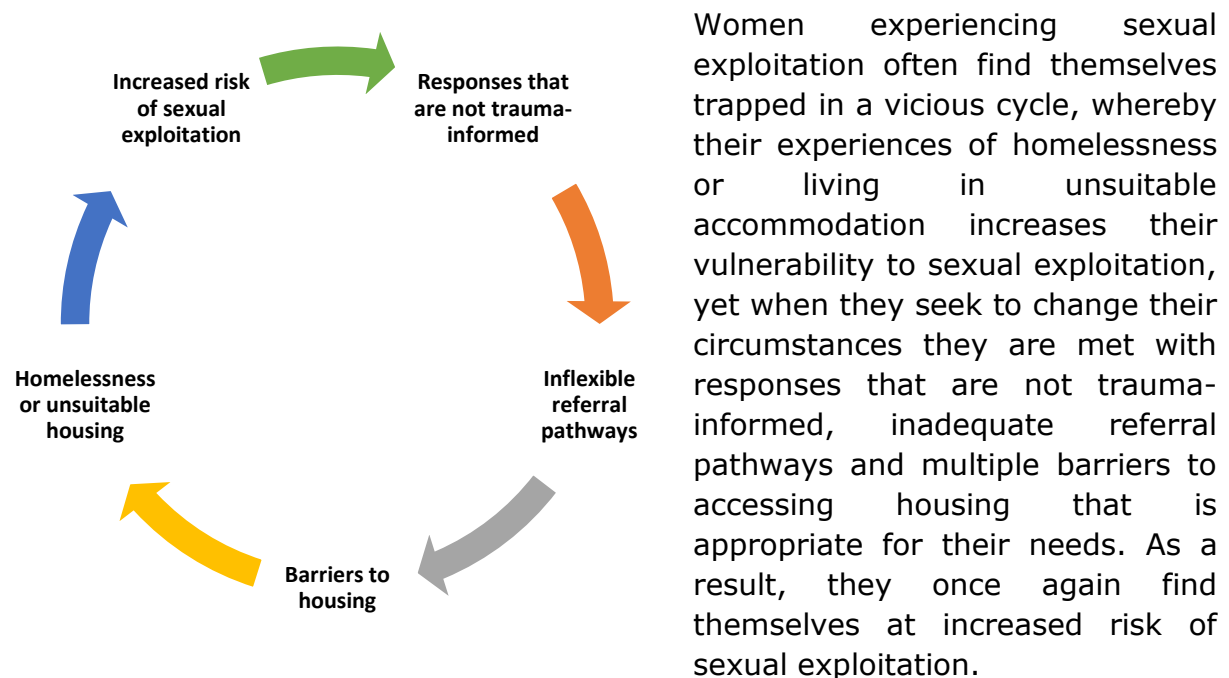 Increased risk
of sexual
exploitation
Responses that
are not trauma-
informed
Inflexible
referral
pathways
Barriers to
housing
Homelessness
or unsuitable
housing
Women experiencing sexual
exploitation often find themselves
trapped in a vicious cycle, whereby
their experiences of homelessness
or living in unsuitable
accommodation increases their
vulnerability to sexual exploitation,
yet when they seek to change their
circumstances they are met with
responses that are not trauma-
informed, inadequate referral
pathways and multiple barriers to
accessing housing that is
appropriate for their needs. As a
result, they once again find
themselves at increased risk of
sexual exploitation.